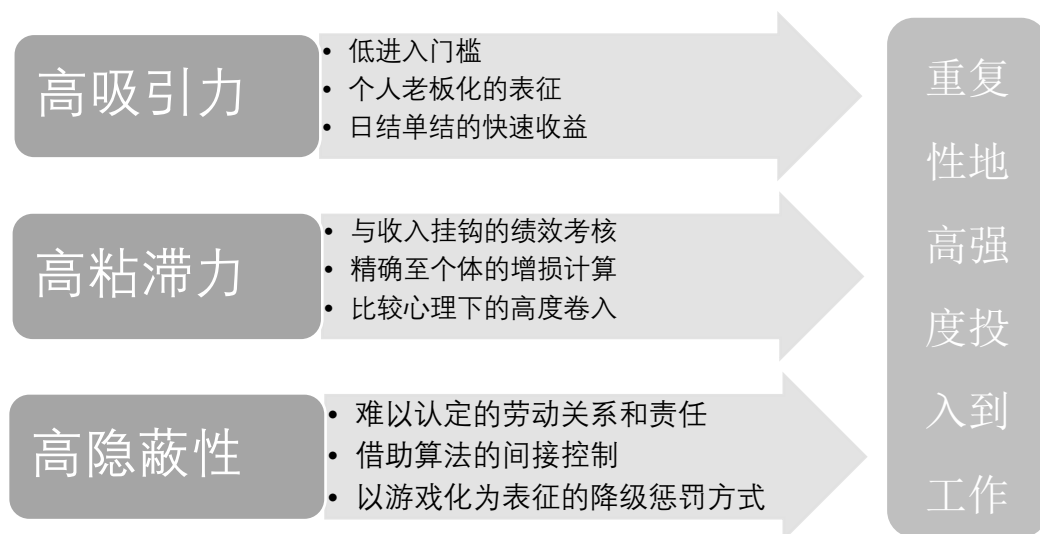 高吸引力
• 低进入门槛
• 个人老板化的表征
• 日结单结的快速收益
高粘滞力
• 与收入挂钩的绩效考核
• 精确至个体的增损计算
• 比较心理下的高度卷入
高隐蔽性
• 难以认定的劳动关系和责任
• 借助算法的间接控制
• 以游戏化为表征的降级惩罚方式
重复
性地
高强
度投
入到
工作